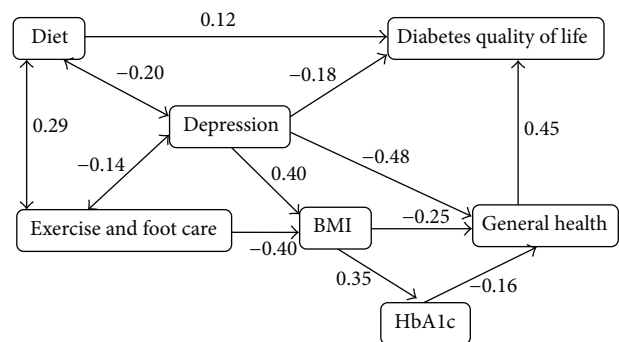 Diet
0.12
Diabetes quality of life
−0.20
−0.18
0.29
Depression
0.45
−0.14
0.40
−0.48
Exercise and foot care
−0.40
BMI
−0.25
General health
0.35
−0.16
HbA1c